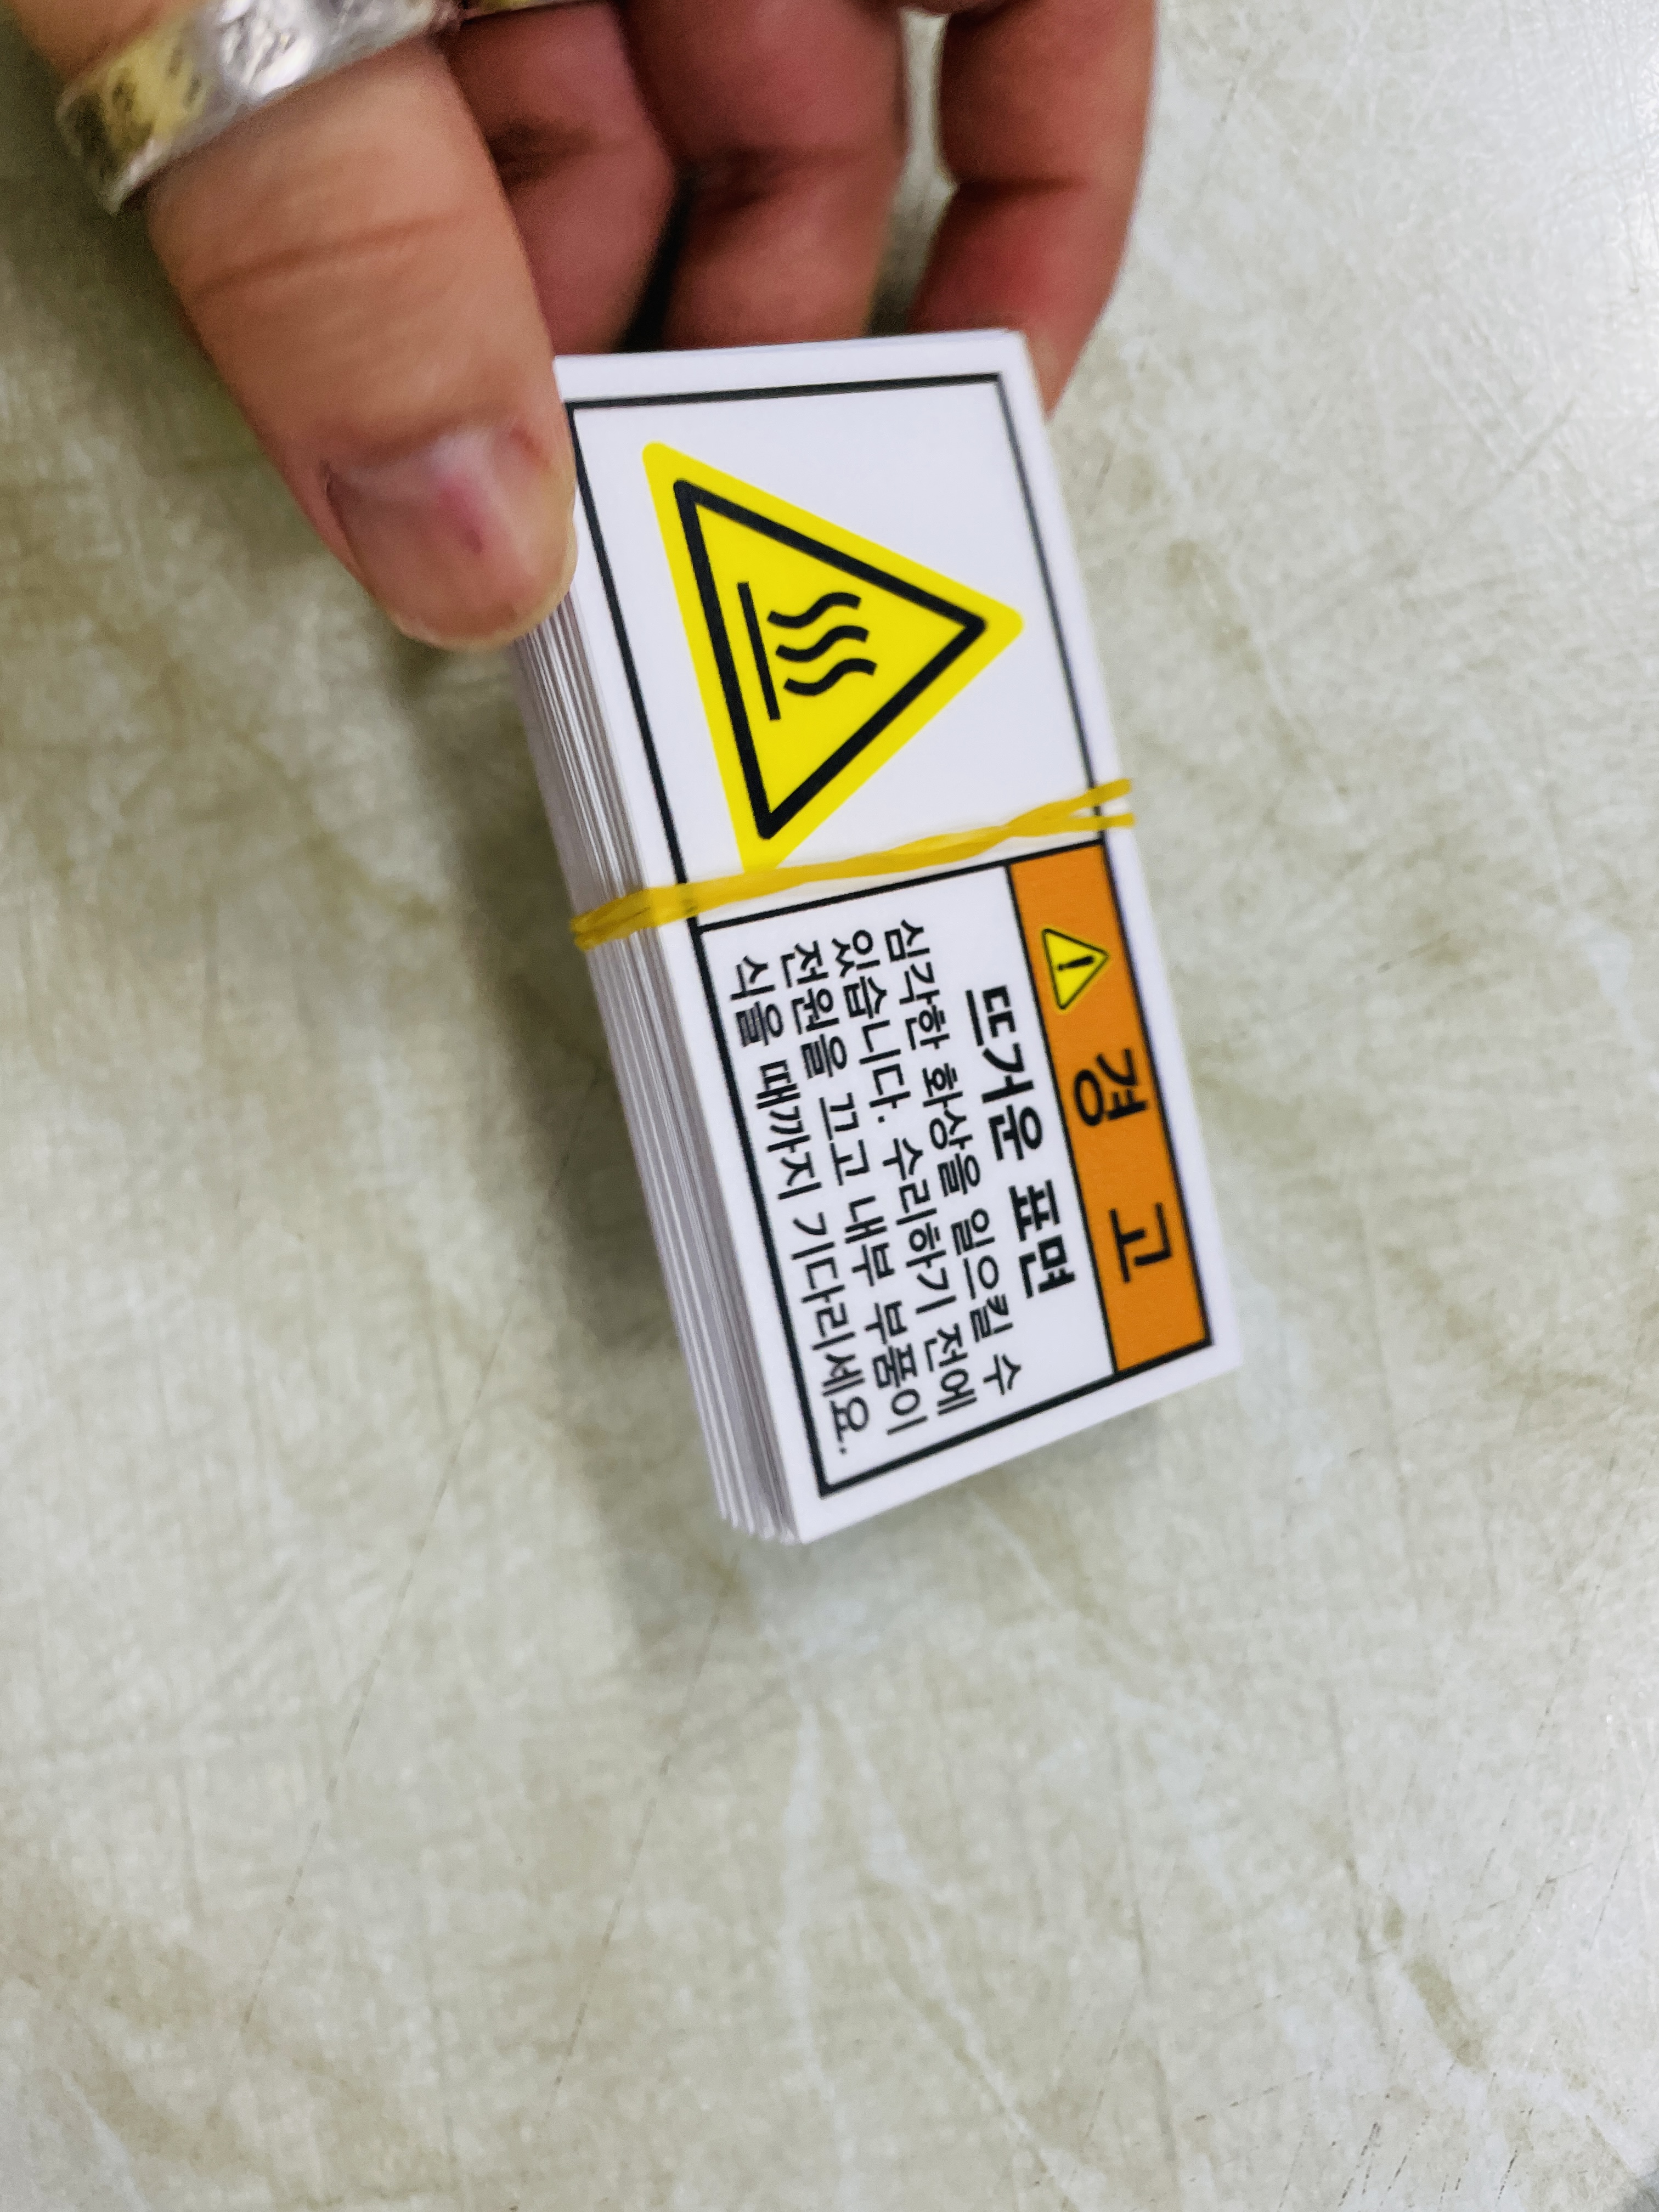 경 고
뜨거운 표면
심각한 화상을 일으킬 수
있습니다. 수리하기 전에
전원을 끄고 내부 부품이
식을 때까지 기다리세요.